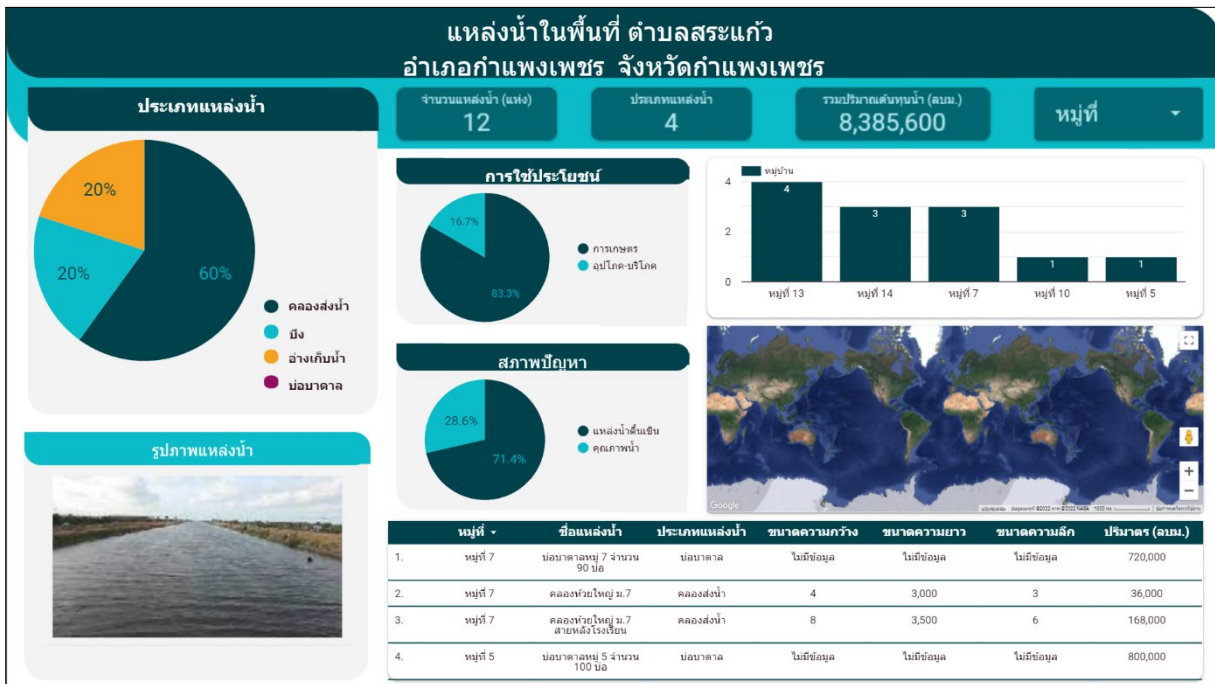 แหล่งน้ำในพื้นที่ ตำบลสระแก้ว
อำเภอกำแพงเพชร จังหวัดกำแพงเพชร
ประเภทแหล่งน้ำ
20%
20%
60%
คลองส่งน้ำ
บึง
อ่างเก็บน้ำ
บ่อบาดาล
รูปภาพแหล่งน้ำ
จำนวนแหล่งน้ำ (แห่ง)
12
ประเภทแหล่งน้ำ
4
รวมปริมาณต้นทุนน้ำ (ลบม.)
8,385,600
หมู่ที่
การใช้ประโยชน์
16.7%
83.3%
การเกษตร
อุปโภค-บริโภค
หมู่บ้าน
4
2
0
4
3
3
1
1
หมู่ที่ 13
หมู่ที่ 14
หมู่ที่ 7
หมู่ที่ 10
หมู่ที่ 5
สภาพปัญหา
28.6%
71.4%
แหล่งน้ำตื้นเขิน
คุณภาพน้ำ
Google
หมู่ที่ ชื่อแหล่งน้ำ ประเภทแหล่งน้ำ ขนาดความกว้าง ขนาดความยาว ขนาดความลึก ปริมาตร (ลบม.)
1. หมู่ที่ 7 บ่อบาดาลหมู่ 7 จำนวน บ่อบาดาล ไม่มีข้อมูล ไม่มีข้อมูล ไม่มีข้อมูล 720,000
90 บ่อ
2. หมู่ที่ 7 คลองห้วยใหญ่ ม.7 คลองส่งน้ำ 4 3,000 3 36,000
3. หมู่ที่ 7 คลองห้วยใหญ่ ม.7 คลองส่งน้ำ 8 3,500 6 168,000
สายหลังโรงเรียน
4. หมู่ที่ 5 บ่อบาดาลหมู่ 5 จำนวน บ่อบาดาล ไม่มีข้อมูล ไม่มีข้อมูล ไม่มีข้อมูล 800,000
100 บ่อ